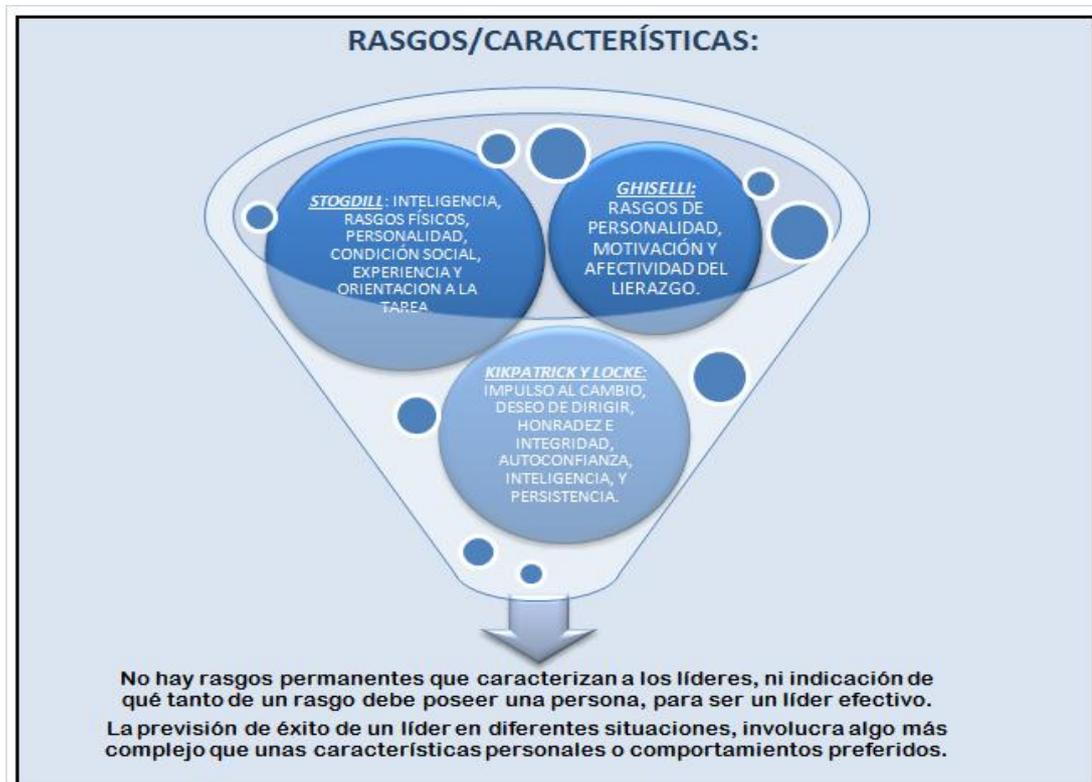 RASGOS/CARACTERÍSTICAS:
STOGDILL: INTELIGENCIA,
RASGOS FÍSICOS,
PERSONALIDAD,
CONDICIÓN SOCIAL,
EXPERIENCIA Y
ORIENTACION A LA
TAREA
GHISELLI:
RASGOS DE
PERSONALIDAD,
MOTIVACIÓN Y
AFECTIVIDAD DEL
LIERAZGO.
KIKPATRICK Y LOCKE:
IMPULSO AL CAMBIO,
DESEO DE DIRIGIR,
HONRADEZ E
INTEGRIDAD,
AUTOCONFIANZA,
INTELIGENCIA, Y
PERSISTENCIA.
No hay rasgos permanentes que caracterizan a los líderes, ni indicación de
qué tanto de un rasgo debe poseer una persona, para ser un líder efectivo.
La previsión de éxito de un líder en diferentes situaciones, involucra algo más
complejo que unas características personales o comportamientos preferidos.